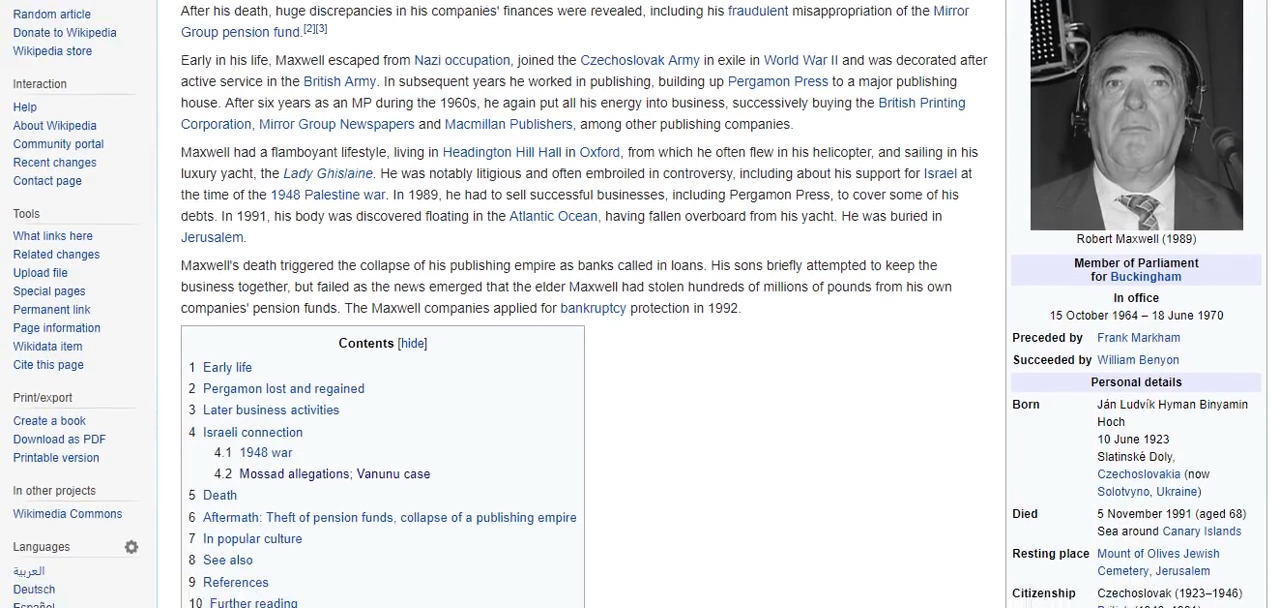 Random article
Donate to Wikipedia
Wikipedia store
Interaction
Help
About Wikipedia
Community portal
Recent changes
Contact page
Tools
What links here
Related changes
Upload file
Special pages
Permanent link
Page information
Wikidata item
Cite this page
Print/export
Create a book
Download as PDF
Printable version
In other projects
Wikimedia Commons
Languages
العربية
Deutsch
Español
After his death, huge discrepancies in his companies' finances were revealed, including his fraudulent misappropriation of the Mirror
Group pension fund.[2][3]
Early in his life, Maxwell escaped from Nazi occupation, joined the Czechoslovak Army in exile in World War II and was decorated after
active service in the British Army. In subsequent years he worked in publishing, building up Pergamon Press to a major publishing
house. After six years as an MP during the 1960s, he again put all his energy into business, successively buying the British Printing
Corporation, Mirror Group Newspapers and Macmillan Publishers, among other publishing companies.
Maxwell had a flamboyant lifestyle, living in Headington Hill Hall in Oxford, from which he often flew in his helicopter, and sailing in his
luxury yacht, the Lady Ghislaine. He was notably litigious and often embroiled in controversy, including about his support for Israel at
the time of the 1948 Palestine war. In 1989, he had to sell successful businesses, including Pergamon Press, to cover some of his
debts. In 1991, his body was discovered floating in the Atlantic Ocean, having fallen overboard from his yacht. He was buried in
Jerusalem.
Maxwell's death triggered the collapse of his publishing empire as banks called in loans. His sons briefly attempted to keep the
business together, but failed as the news emerged that the elder Maxwell had stolen hundreds of millions of pounds from his own
companies' pension funds. The Maxwell companies applied for bankruptcy protection in 1992.
Contents [hide]
1 Early life
2 Pergamon lost and regained
3 Later business activities
4 Israeli connection
4.1 1948 war
4.2 Mossad allegations; Vanunu case
5 Death
6 Aftermath: Theft of pension funds, collapse of a publishing empire
7 In popular culture
8 See also
9 References
10 Further reading
Robert Maxwell (1989)
Member of Parliament
for Buckingham
In office
15 October 1964 – 18 June 1970
Preceded by Frank Markham
Succeeded by William Benyon
Personal details
Born Ján Ludvík Hyman Binyamin
Hoch
10 June 1923
Slatinské Doly,
Czechoslovakia (now
Solotvyno, Ukraine)
Died 5 November 1991 (aged 68)
Sea around Canary Islands
Resting place Mount of Olives Jewish
Cemetery, Jerusalem
Citizenship Czechoslovak (1923–1946)